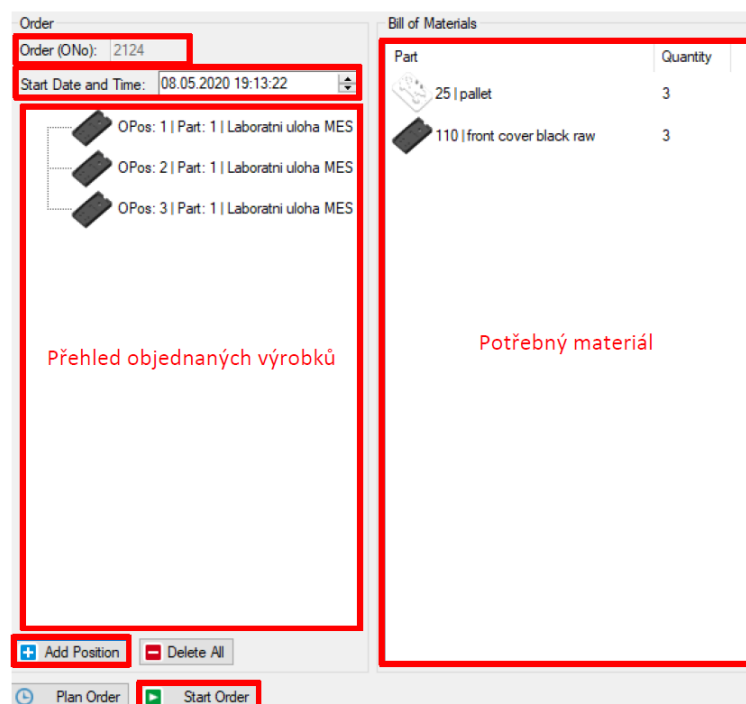 Order
Order (ONo): 2124
Start Date and Time: 08.05.2020 19:13:22
OPos: 1 | Part: 1 | Laboratni uloha MES
OPos: 2 | Part: 1 | Laboratni uloha MES
OPos: 3 | Part: 1 | Laboratni uloha MES
Přehled objednaných výrobků
Add Position Delete All
Plan Order Start Order
Bill of Materials
Part Quantity
25 | pallet 3
110 | front cover black raw 3
Potřebný materiál